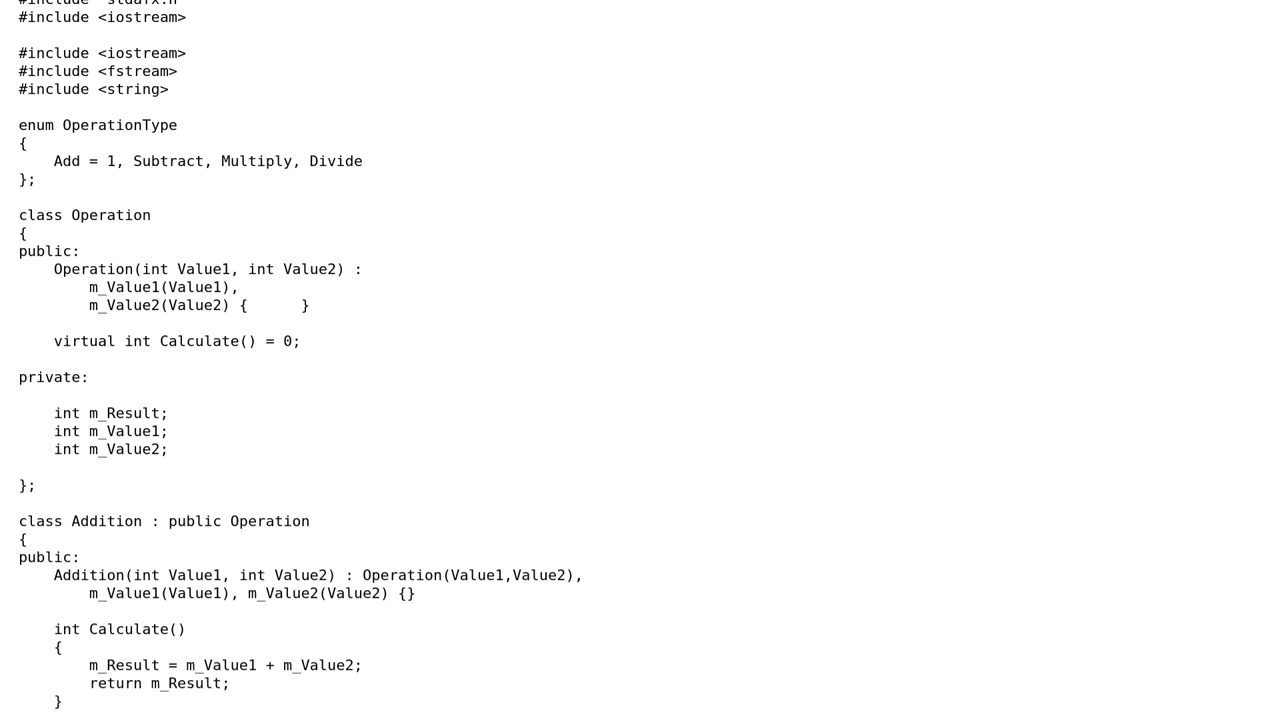 #include <iostream>
#include <iostream>
#include <fstream>
#include <string>
enum OperationType
{
    Add = 1, Subtract, Multiply, Divide
};
class Operation
{
public:
    Operation(int Value1, int Value2) :
        m_Value1(Value1),
        m_Value2(Value2) {      }
    virtual int Calculate() = 0;
private:
    int m_Result;
    int m_Value1;
    int m_Value2;
};
class Addition : public Operation
{
public:
    Addition(int Value1, int Value2) : Operation(Value1,Value2),
        m_Value1(Value1), m_Value2(Value2) {}
    int Calculate()
    {
        m_Result = m_Value1 + m_Value2;
        return m_Result;
    }